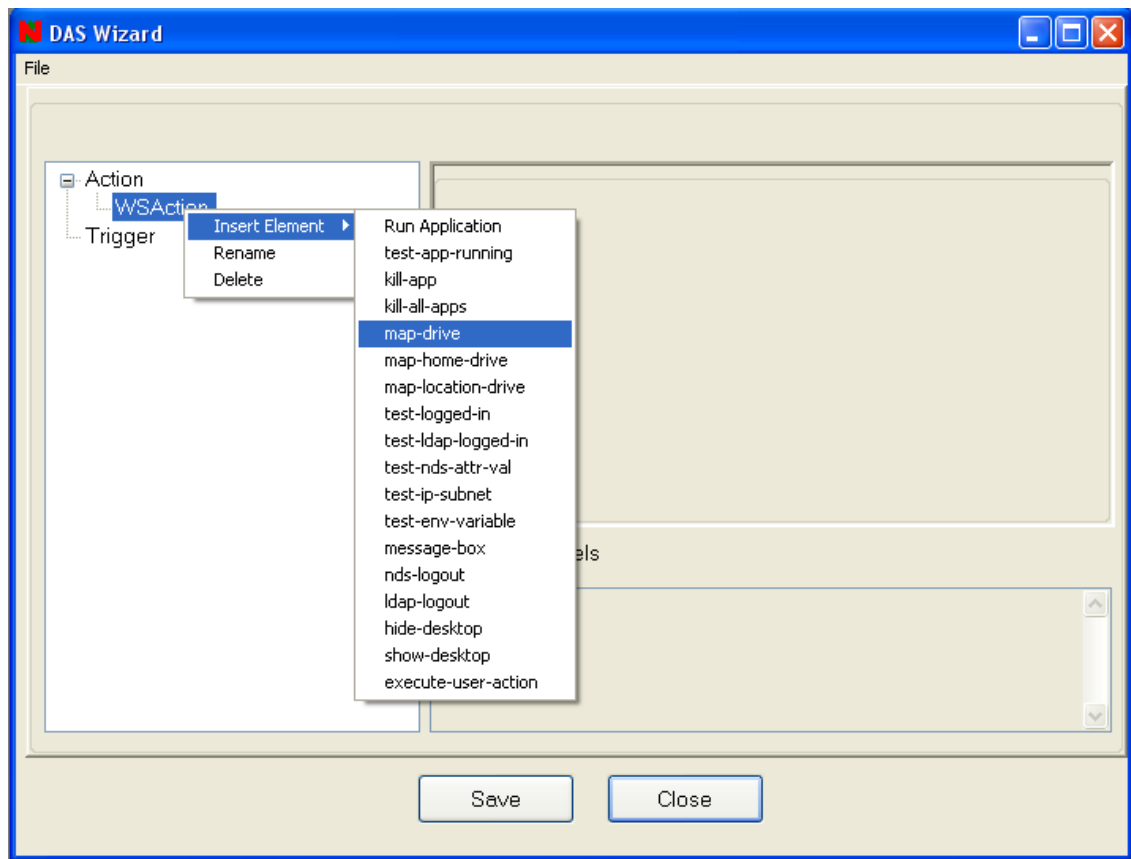 DAS Wizard
File
Action
WSAction
Trigger
Insert Element
Rename
Delete
Run Application
test-app-running
kill-app
kill-all-apps
map-drive
map-home-drive
map-location-drive
test-logged-in
test-ldap-logged-in
test-nds-attr-val
test-ip-subnet
test-env-variable
message-box
nds-logout
ldap-logout
hide-desktop
show-desktop
execute-user-action
Save
Close